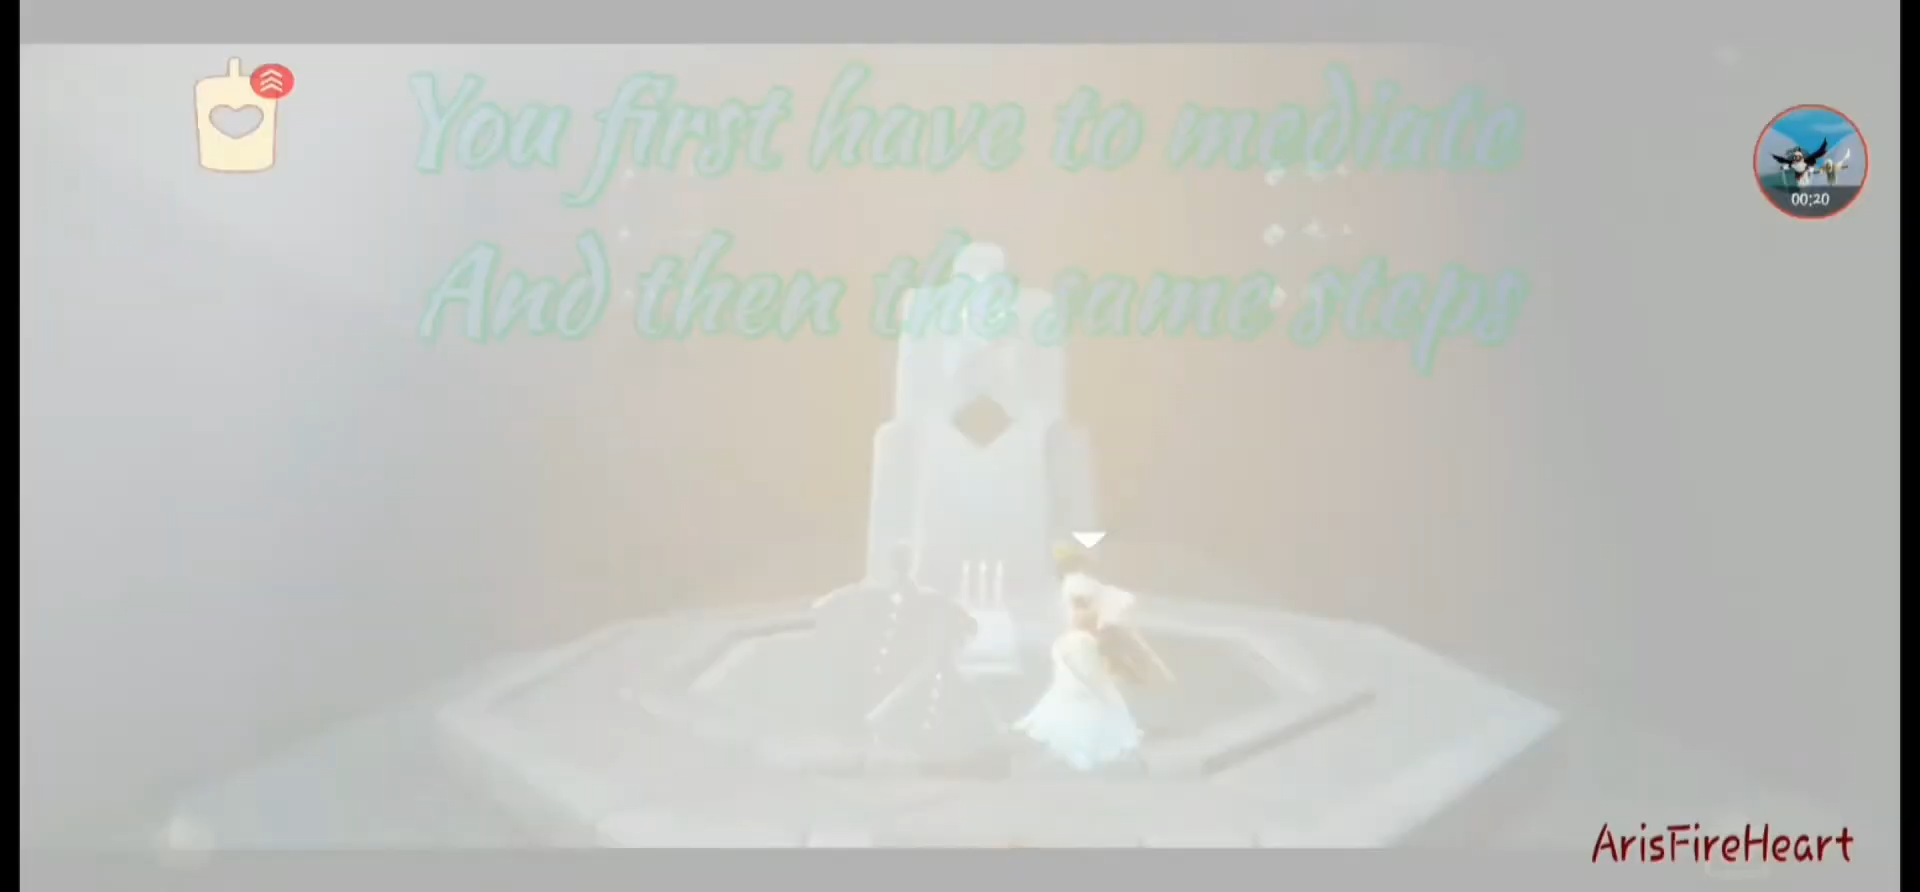 You first have to mediate
00:20
And then the same steps
ArisFireHeart